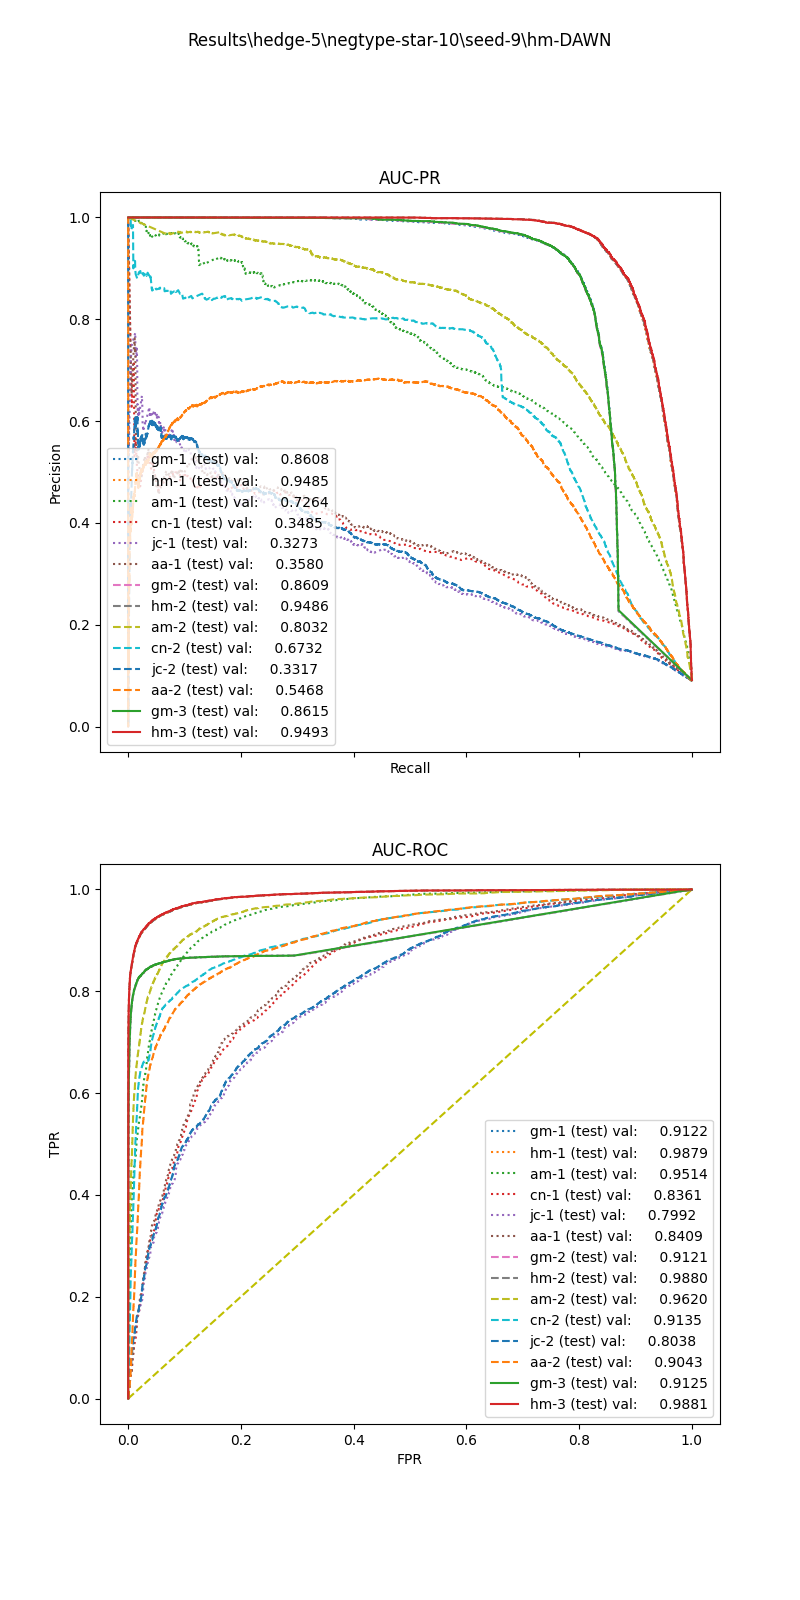 Results\hedge-5\negtype-star-10\seed-9\hm-DAWN
AUC-PR
1.0
0.8
0.6
0.4
0.2
0.0
Precision
gm-1 (test) val: 0.8608
hm-1 (test) val: 0.9485
am-1 (test) val: 0.7264
cn-1 (test) val: 0.3485
jc-1 (test) val: 0.3273
aa-1 (test) val: 0.3580
gm-2 (test) val: 0.8609
hm-2 (test) val: 0.9486
am-2 (test) val: 0.8032
cn-2 (test) val: 0.6732
jc-2 (test) val: 0.3317
aa-2 (test) val: 0.5468
gm-3 (test) val: 0.8615
hm-3 (test) val: 0.9493
Recall
AUC-ROC
1.0
0.8
0.6
0.4
0.2
0.0
TPR
gm-1 (test) val: 0.9122
hm-1 (test) val: 0.9879
am-1 (test) val: 0.9514
cn-1 (test) val: 0.8361
jc-1 (test) val: 0.7992
aa-1 (test) val: 0.8409
gm-2 (test) val: 0.9121
hm-2 (test) val: 0.9880
am-2 (test) val: 0.9620
cn-2 (test) val: 0.9135
jc-2 (test) val: 0.8038
aa-2 (test) val: 0.9043
gm-3 (test) val: 0.9125
hm-3 (test) val: 0.9881
0.0 0.2 0.4 0.6 0.8 1.0
FPR